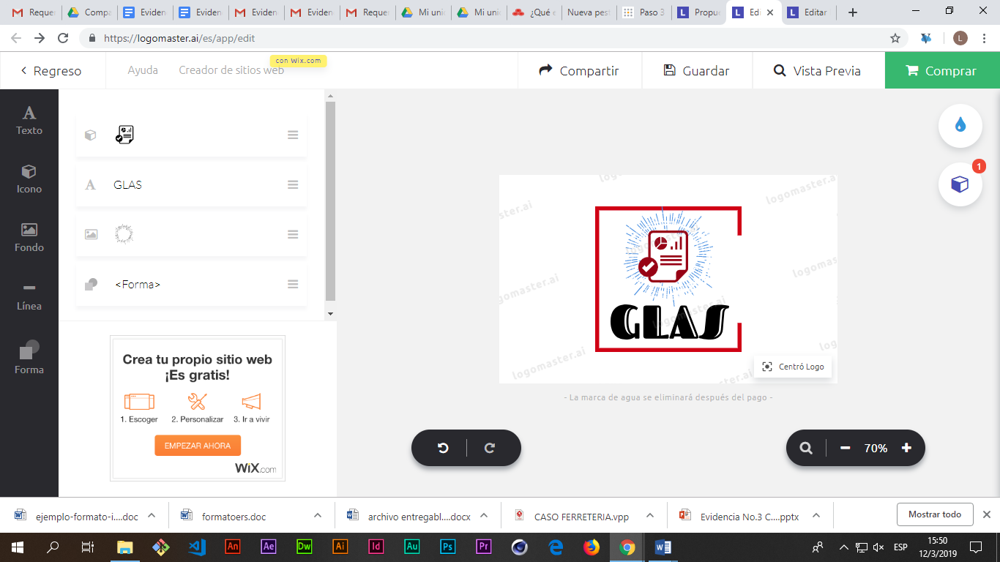 Requer
Compa
Eviden
Eviden
Eviden
Eviden
Requer
Mi unid
Mi unid
¿Qué e
Nueva pest
Paso 3
Propue
Edi
Editar
https://logomaster.ai/es/app/edit
L
Regreso
Ayuda
Creador de sitios web
con Wix.com
Compartir
Guardar
Vista Previa
Comprar
Texto
Icono
Fondo
Línea
Forma
GLAS
<Forma>
Crea tu propio sitio web
¡Es gratis!
1. Escoger 2. Personalizar 3. Ir a vivir
EMPEZAR AHORA
WiX.com
1
logomaster.ai
GLAS
Centró Logo
- La marca de agua se eliminará después del pago -
70%
ejemplo-formato-i....doc
formatoers.doc
archivo entregabl....docx
CASO FERRETERIA.vpp
Evidencia No.3 C....pptx
Mostrar todo
An
Ae
Dw
Ai
Id
Au
Ps
Pr
ESP
15:50
12/3/2019